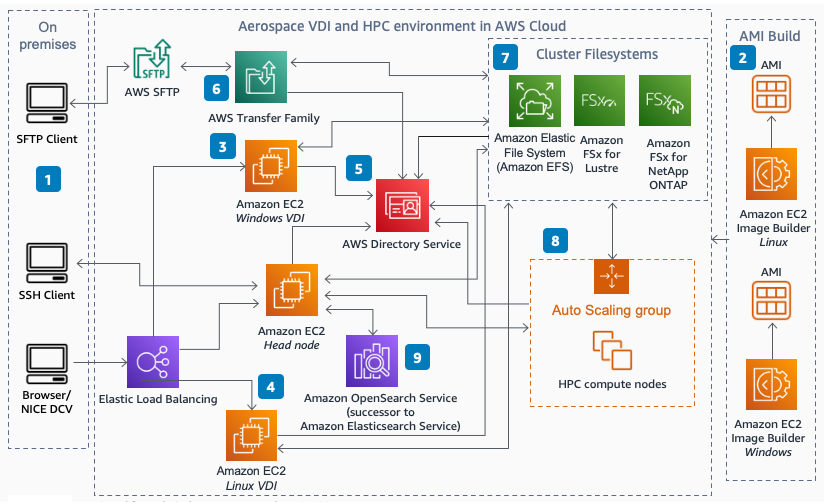 On
premises
SFTP Client
1
SSH Client
Browser/
NICE DCV
Aerospace VDI and HPC environment in AWS Cloud
SFTP
AWS SFTP
6
AWS Transfer Family
3
Amazon EC2
Windows VDI
5
AWS Directory Service
Amazon EC2
Head node
Elastic Load Balancing
4
Amazon EC2
Linux VDI
9
Amazon OpenSearch Service
(successor to
Amazon Elasticsearch Service)
7
Cluster Filesystems
Amazon Elastic
File System
(Amazon EFS)
FSx
Amazon
FSx for
Lustre
FSx
Amazon
FSx for
NetApp
ONTAP
8
Auto Scaling group
HPC compute nodes
AMI Build
2
AMI
Amazon EC2
Image Builder
Linux
AMI
Amazon EC2
Image Builder
Windows